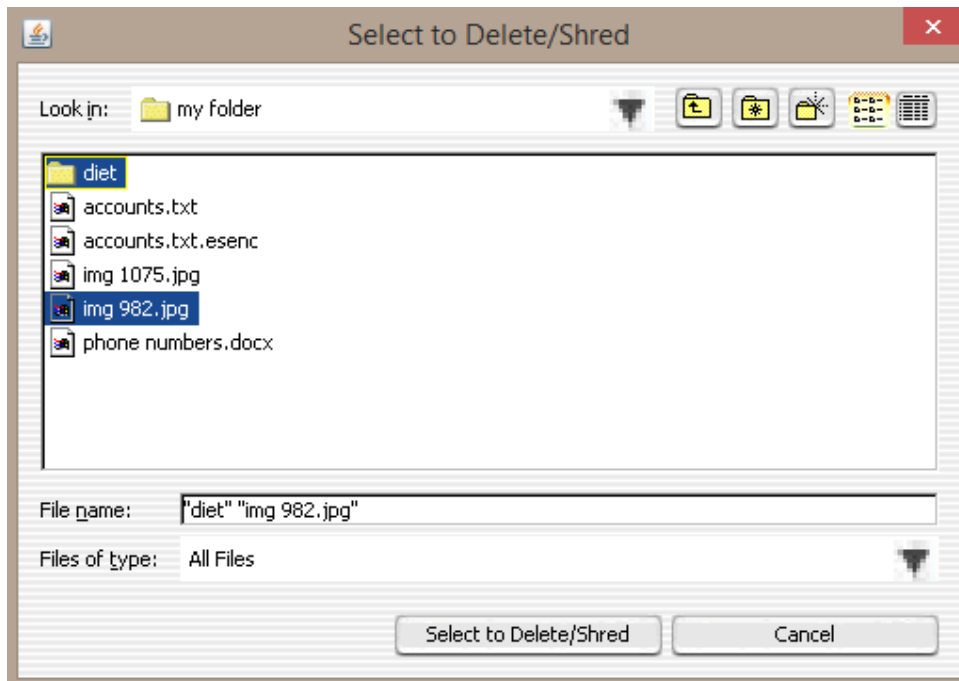 Select to Delete/Shred
Look in: my folder
diet
accounts.txt
accounts.txt.esenc
img 1075.jpg
img 982.jpg
phone numbers.docx
File name: "diet" "img 982.jpg"
Files of type: All Files
Select to Delete/Shred Cancel